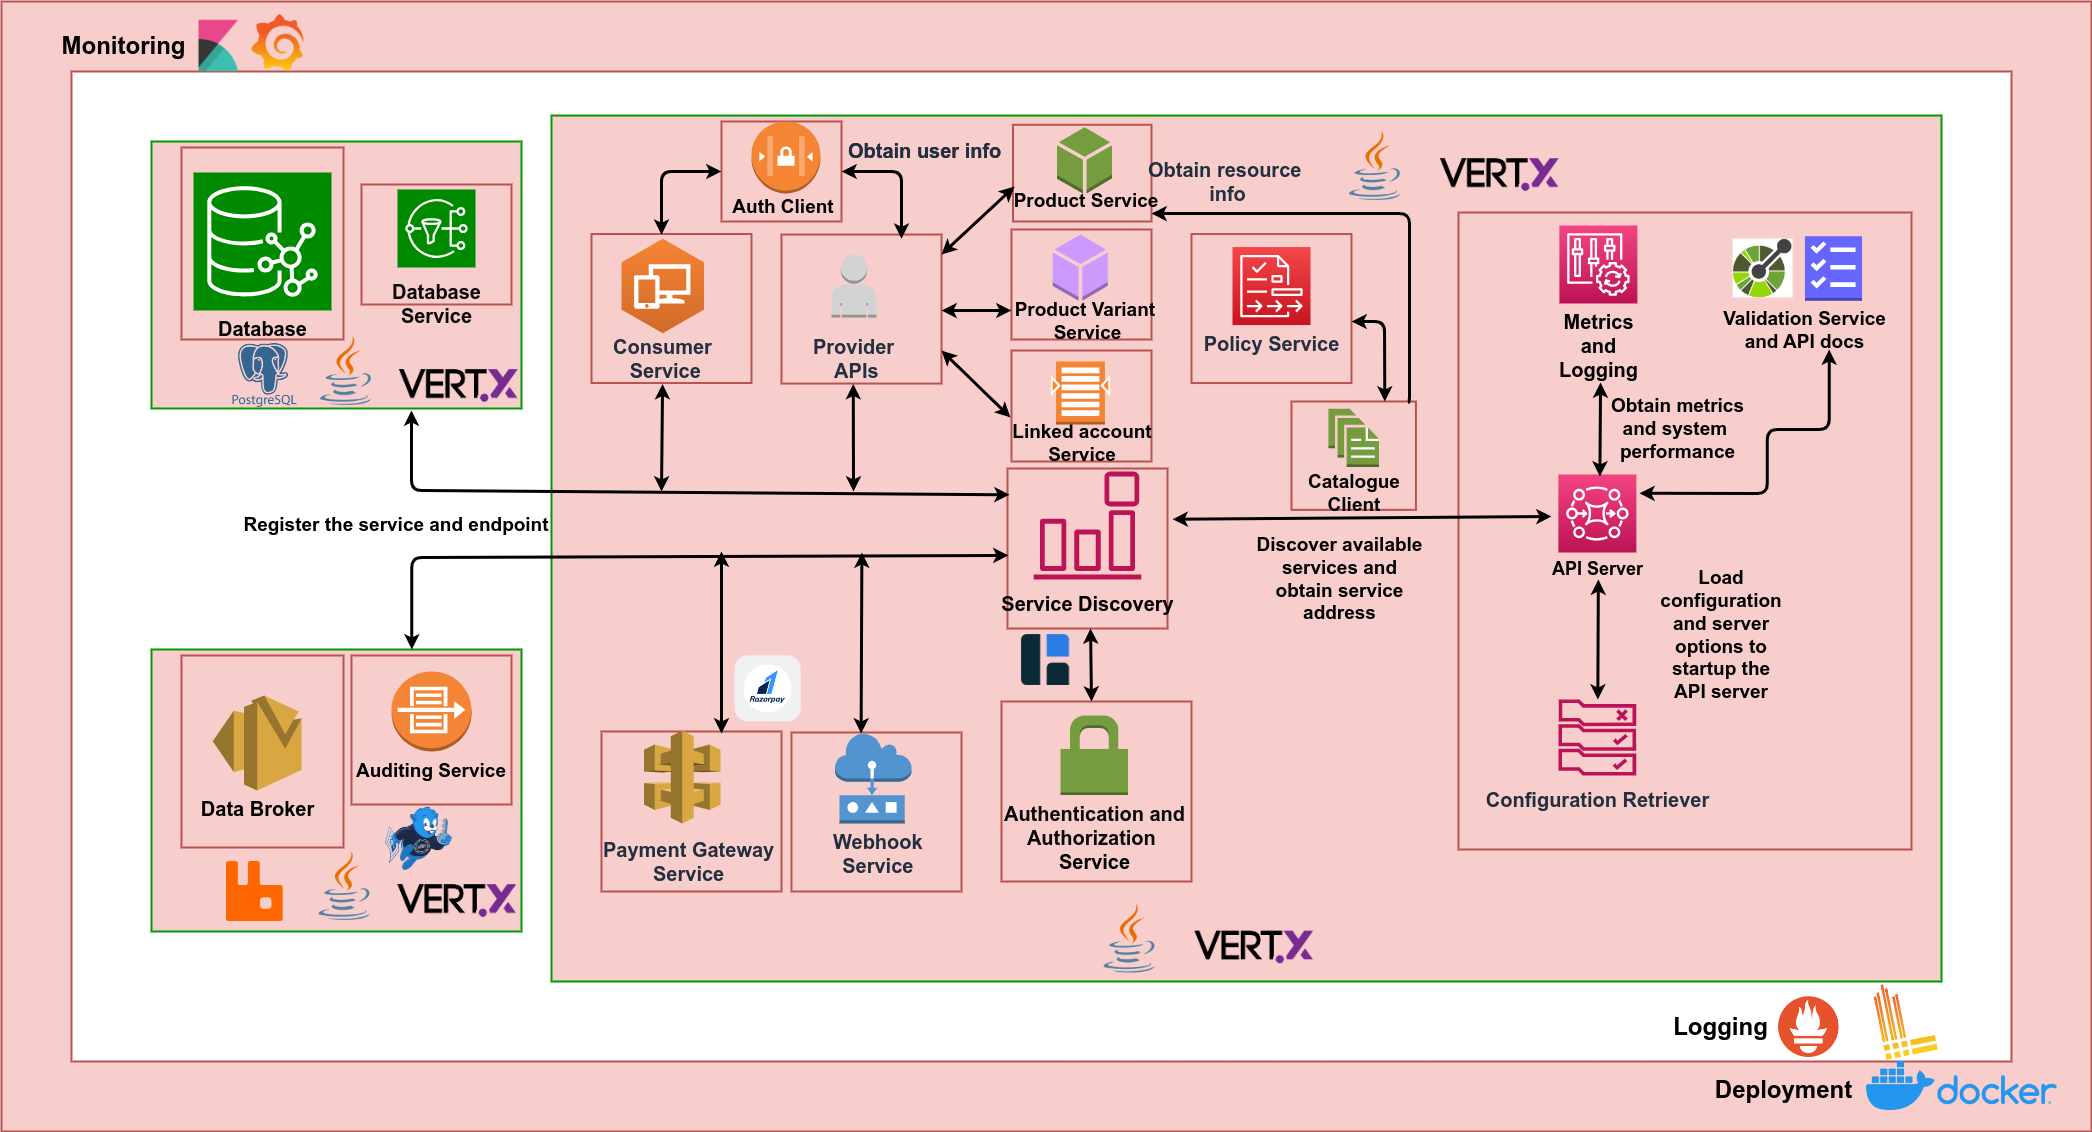 Monitoring
Database
Database
Service
PostgreSQL
VERT.X
Auth Client
Obtain user info
Product Service
Obtain resource
info
VERT.X
Consumer
Service
Provider
APIs
Product Variant
Service
Linked account
Service
Policy Service
Catalogue
Client
Metrics
and
Logging
Validation Service
and API docs
Obtain metrics
and system
performance
API Server
Register the service and endpoint
Service Discovery
Discover available
services and
obtain service
address
Load
configuration
and server
options to
startup the
API server
Configuration Retriever
Data Broker
Auditing Service
VERT.X
Razorpay
Payment Gateway
Service
Webhook
Service
Authentication and
Authorization
Service
VERT.X
Logging
Deployment
docker